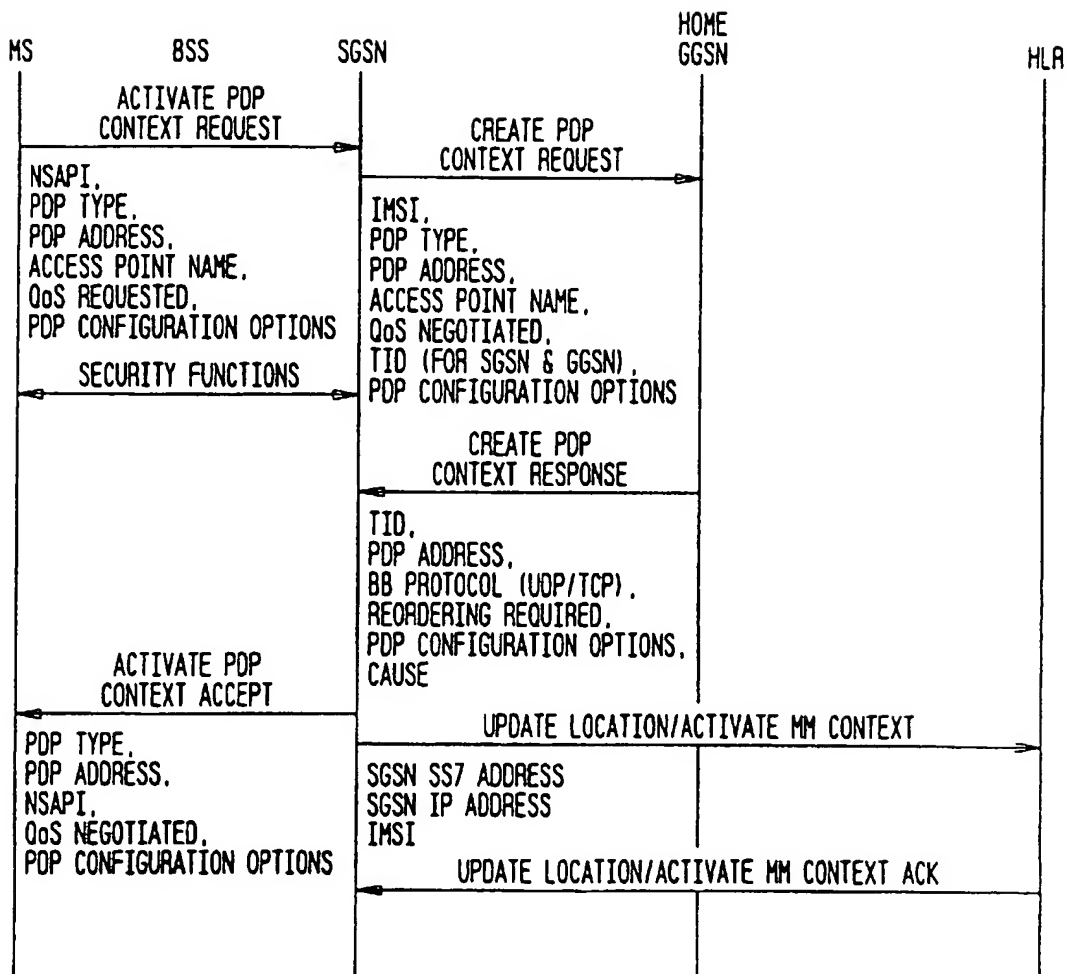 MS
BSS
SGSN
HOME
GGSN
HLR
ACTIVATE PDP
CONTEXT REQUEST
CREATE PDP
CONTEXT REQUEST
NSAPI,
PDP TYPE,
PDP ADDRESS,
ACCESS POINT NAME,
QoS REQUESTED,
PDP CONFIGURATION OPTIONS
IMSI,
PDP TYPE,
PDP ADDRESS,
ACCESS POINT NAME,
QoS NEGOTIATED,
TID (FOR SGSN & GGSN),
PDP CONFIGURATION OPTIONS
SECURITY FUNCTIONS
CREATE PDP
CONTEXT RESPONSE
TID,
PDP ADDRESS,
BB PROTOCOL (UDP/TCP),
REORDERING REQUIRED,
PDP CONFIGURATION OPTIONS,
CAUSE
ACTIVATE PDP
CONTEXT ACCEPT
UPDATE LOCATION/ACTIVATE MM CONTEXT
PDP TYPE,
PDP ADDRESS,
NSAPI,
QoS NEGOTIATED,
PDP CONFIGURATION OPTIONS
SGSN SS7 ADDRESS
SGSN IP ADDRESS
IMSI
UPDATE LOCATION/ACTIVATE MM CONTEXT ACK